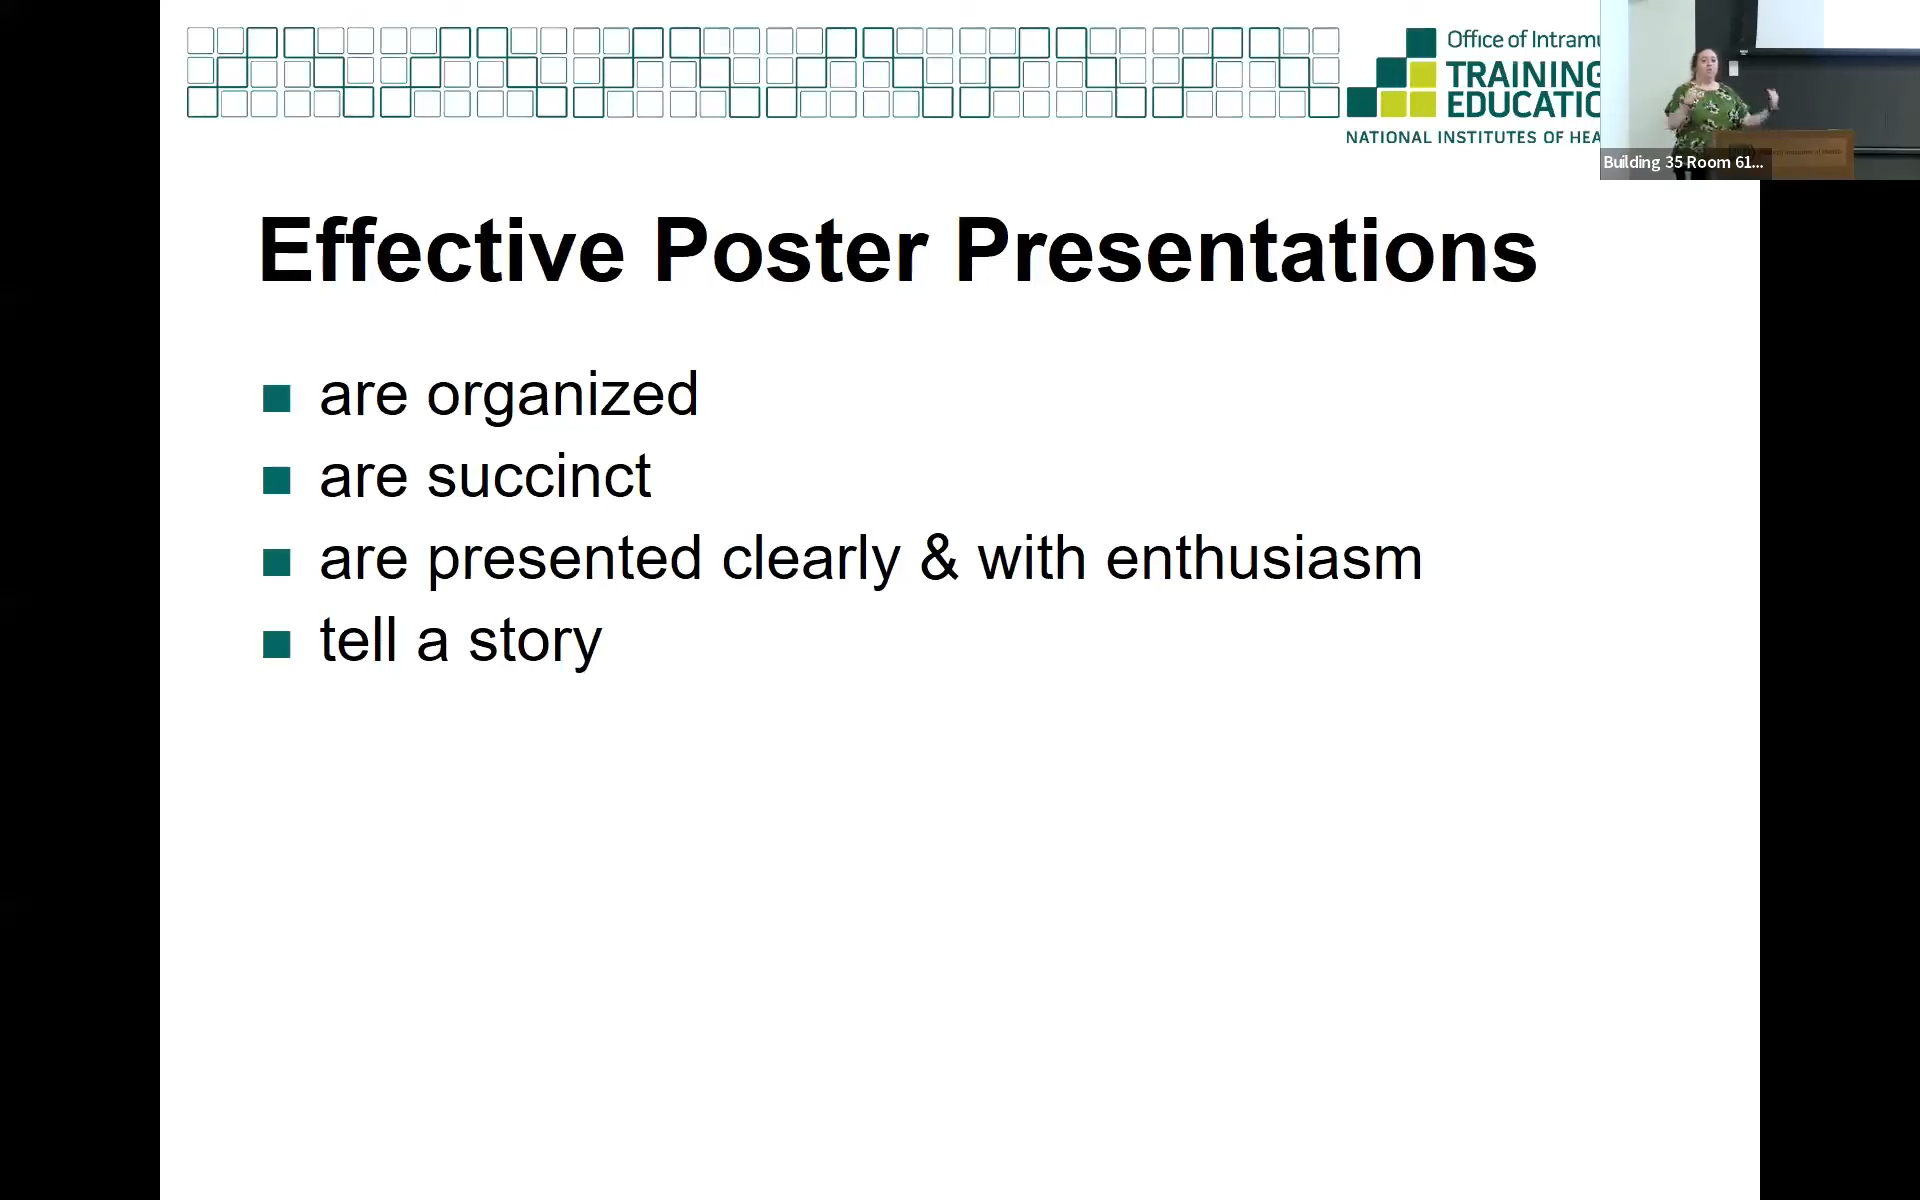 Office of Intramu
TRAINING
EDUCATIO
NATIONAL INSTITUTES OF HEA
Building 35 Room 61...
Effective Poster Presentations
are organized
are succinct
are presented clearly & with enthusiasm
tell a story